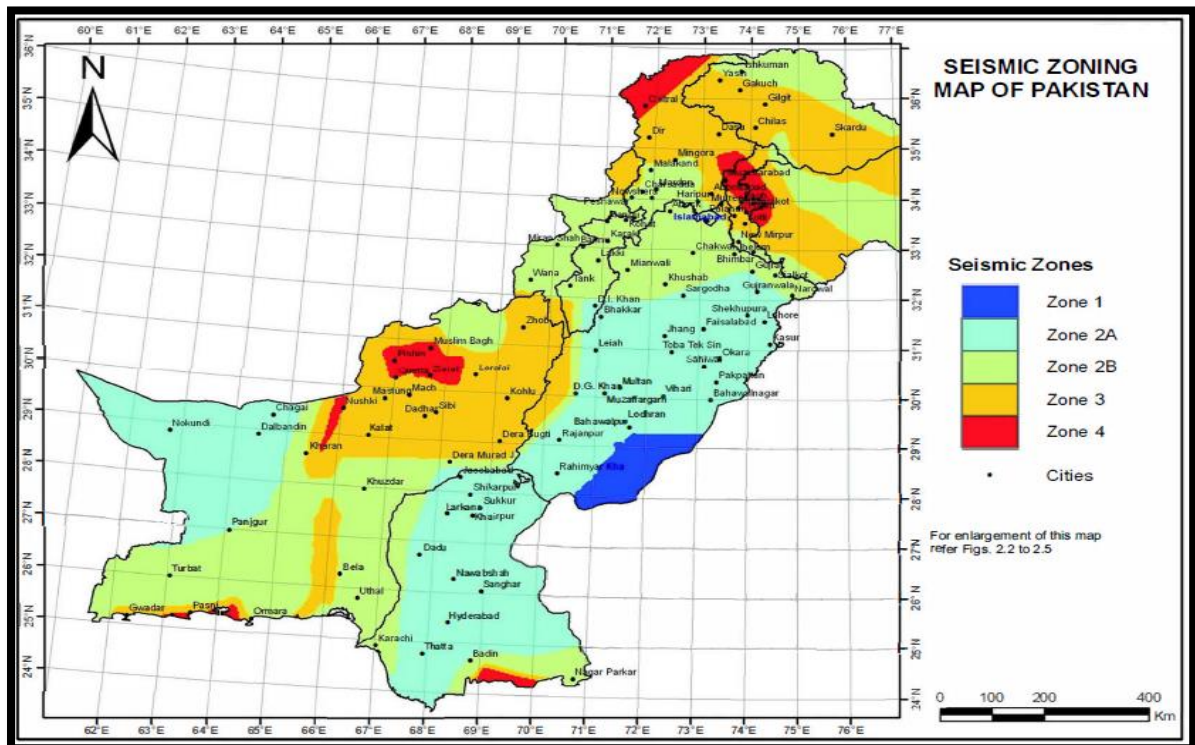 60°E 61°E 62°E 63°E 64°E 65°E 66°E 67°E 68°E 69°E 70°E 71°E 72°E 73°E 74°E 75°E
N
SEISMIC ZONING
MAP OF PAKISTAN
36°N
35°N
34°N
33°N
32°N
31°N
30°N
29°N
28°N
27°N
26°N
25°N
24°N
Ishkuman
Yasin
Gakuch
Gilgit
Chitral
Chilas
Dasu
Skardu
Dir
Mingora
Malakand
Mardan
Charsadda
Nowshera
Peshawar
Haripur
Islamabad
Kohat
Karak
New Mirpur
Miran Shah
Lakki
Chakwal
Jhelum
Bhimbar
Mianwali
Gujrat
Sialkot
Wana
Tank
Khushab
Gujranwala
Narowal
Sargodha
D.I. Khan
Bhakkar
Shekhupura
Lahore
Zhob
Faisalabad
Jhang
Kasur
Muslim Bagh
Toba Tek Sin
Leiah
Okara
Sahiwal
Loralai
Pakpattan
Kohlu
D.G. Khan
Multan
Vihari
Bahawalnagar
Mastung
Mach
Muzaffargarh
Nushki
Sibi
Dadhar
Lodhran
Chagai
Bahawalpur
Nokundi
Dalbandin
Kalat
Dera Bugti
Rajanpur
Kharan
Dera Murad J
Rahimyar Kha
Jacobabad
Khuzdar
Shikarpur
Sukkur
Larkana
Khairpur
Panjgur
Dadu
Turbat
Bela
Nawabshah
Sanghar
Uthal
Gwadar
Pasni
Ormara
Hyderabad
Karachi
Thatta
Badin
Nagar Parkar
36°N
35°N
34°N
33°N
32°N
31°N
30°N
29°N
28°N
27°N
26°N
25°N
24°N
62°E 63°E 64°E 65°E 66°E 67°E 68°E 69°E 70°E 71°E 72°E 73°E 74°E 75°E 76°E
Seismic Zones
Zone 1
Zone 2A
Zone 2B
Zone 3
Zone 4
Cities
For enlargement of this map
refer Figs. 2.2 to 2.5
0 100 200 400
Km